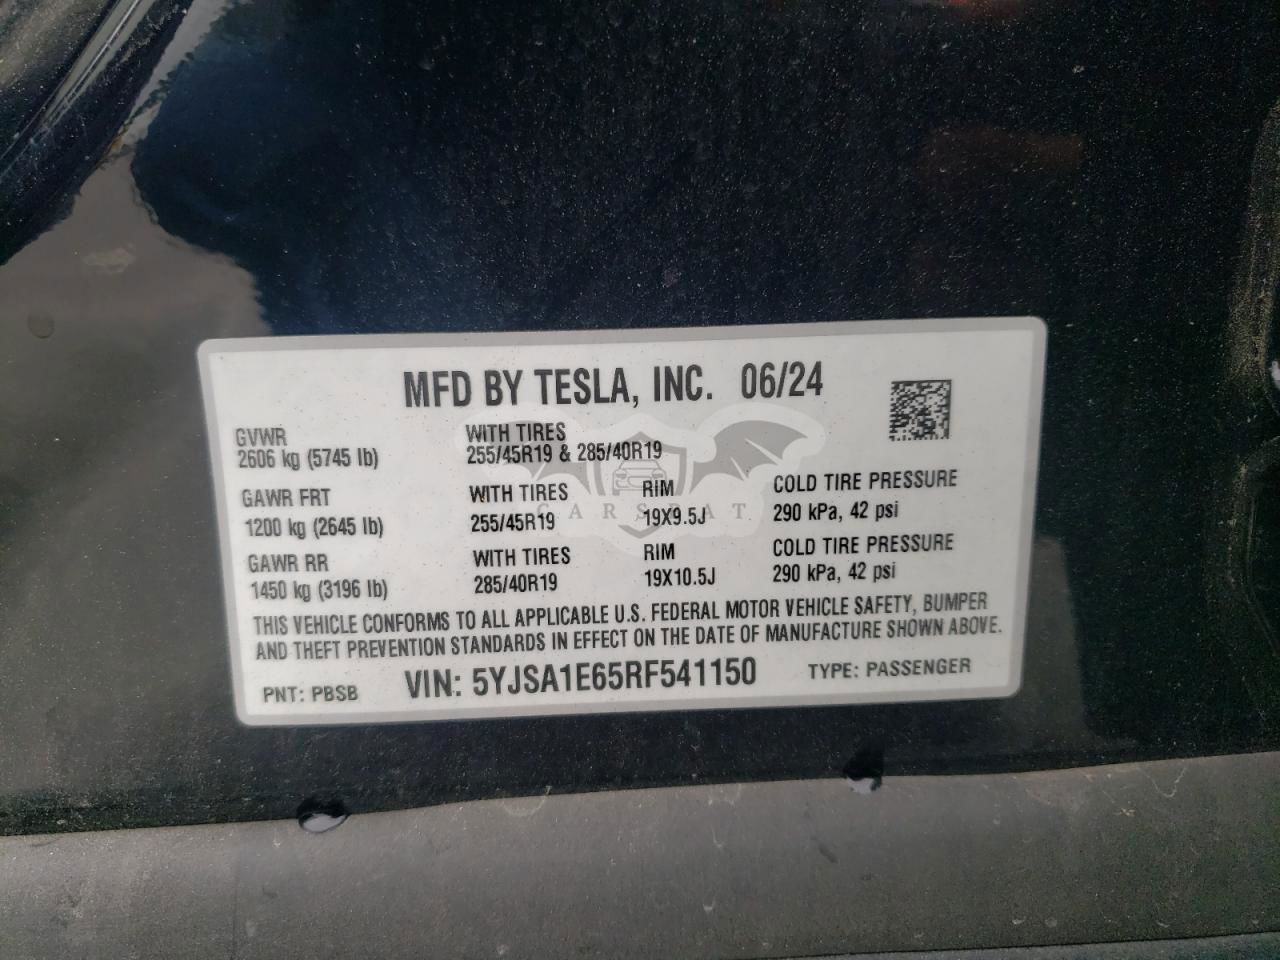 MFD BY TESLA, INC. 06/24
GVWR WITH TIRES
2606 kg (5745 lb) 255/45R19 & 285/40R19
GAWR FRT WITH TIRES RIM COLD TIRE PRESSURE
1200 kg (2645 lb) 255/45R19 19X9.5J 290 kPa, 42 psi
GAWR RR WITH TIRES RIM COLD TIRE PRESSURE
1450 kg (3196 lb) 285/40R19 19X10.5J 290 kPa, 42 psi
THIS VEHICLE CONFORMS TO ALL APPLICABLE U.S. FEDERAL MOTOR VEHICLE SAFETY, BUMPER
AND THEFT PREVENTION STANDARDS IN EFFECT ON THE DATE OF MANUFACTURE SHOWN ABOVE.
PNT: PBSB VIN: 5YJSA1E65RF541150 TYPE: PASSENGER